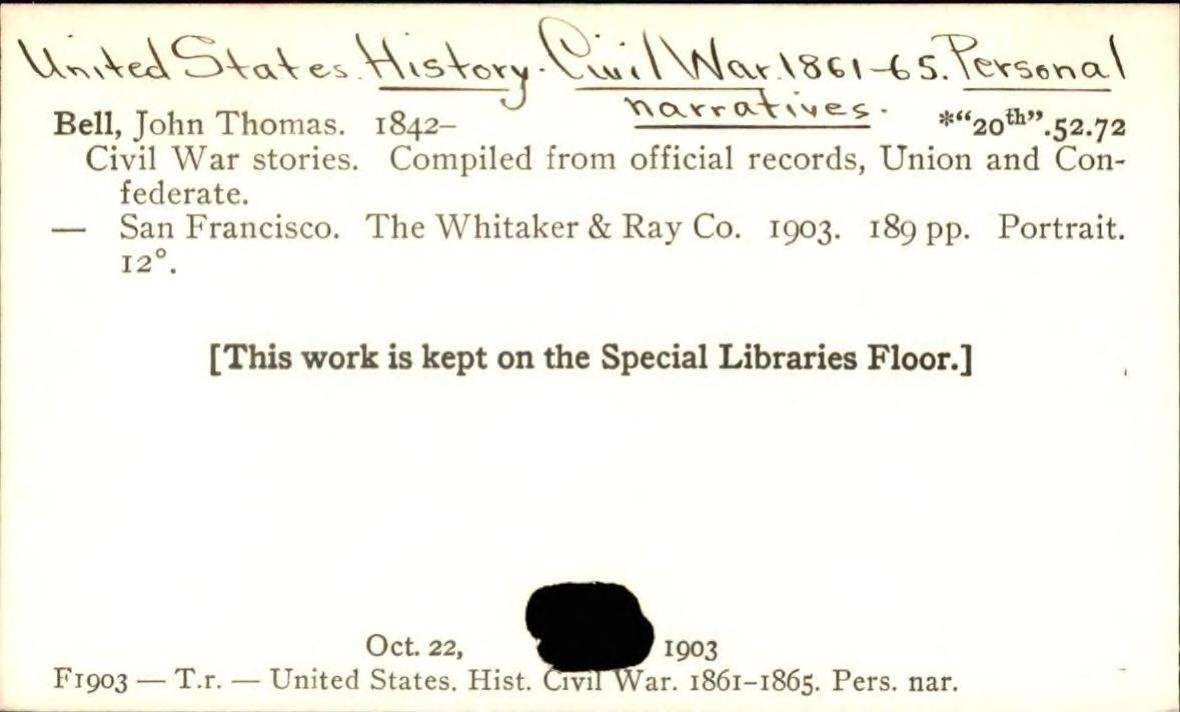 United States. History. Civil War. 1861-65. Personal
narratives.
Bell, John Thomas. 1842– *“20th”.52.72
Civil War stories. Compiled from official records, Union and Con-
federate.
— San Francisco. The Whitaker & Ray Co. 1903. 189 pp. Portrait.
12°.
[This work is kept on the Special Libraries Floor.]
Oct. 22, 1903
F1903 — T.r. — United States. Hist. Civil War. 1861–1865. Pers. nar.